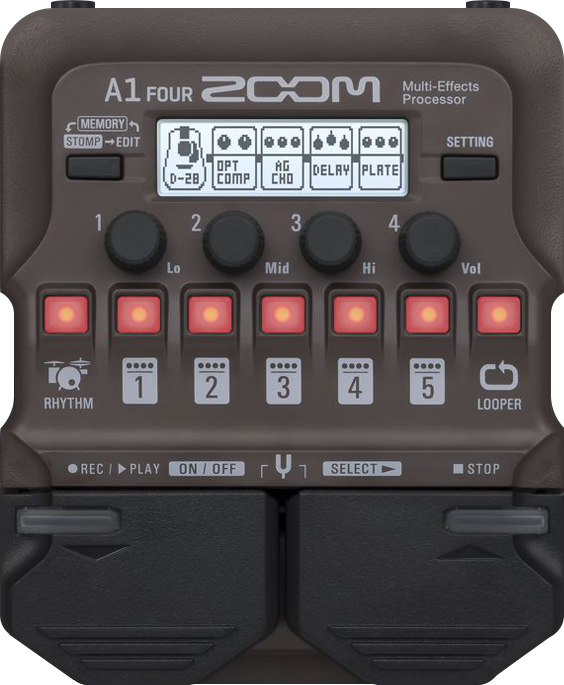 A1 FOUR ZOOM Multi-Effects Processor
MEMORY
STOMP → EDIT
SETTING
D-28 OPT COMP AG CHO DELAY PLATE
1 2 3 4
Lo Mid Hi Vol
1 2 3 4 5
RHYTHM LOOPER
●REC / ▶PLAY ON / OFF SELECT ► ■ STOP